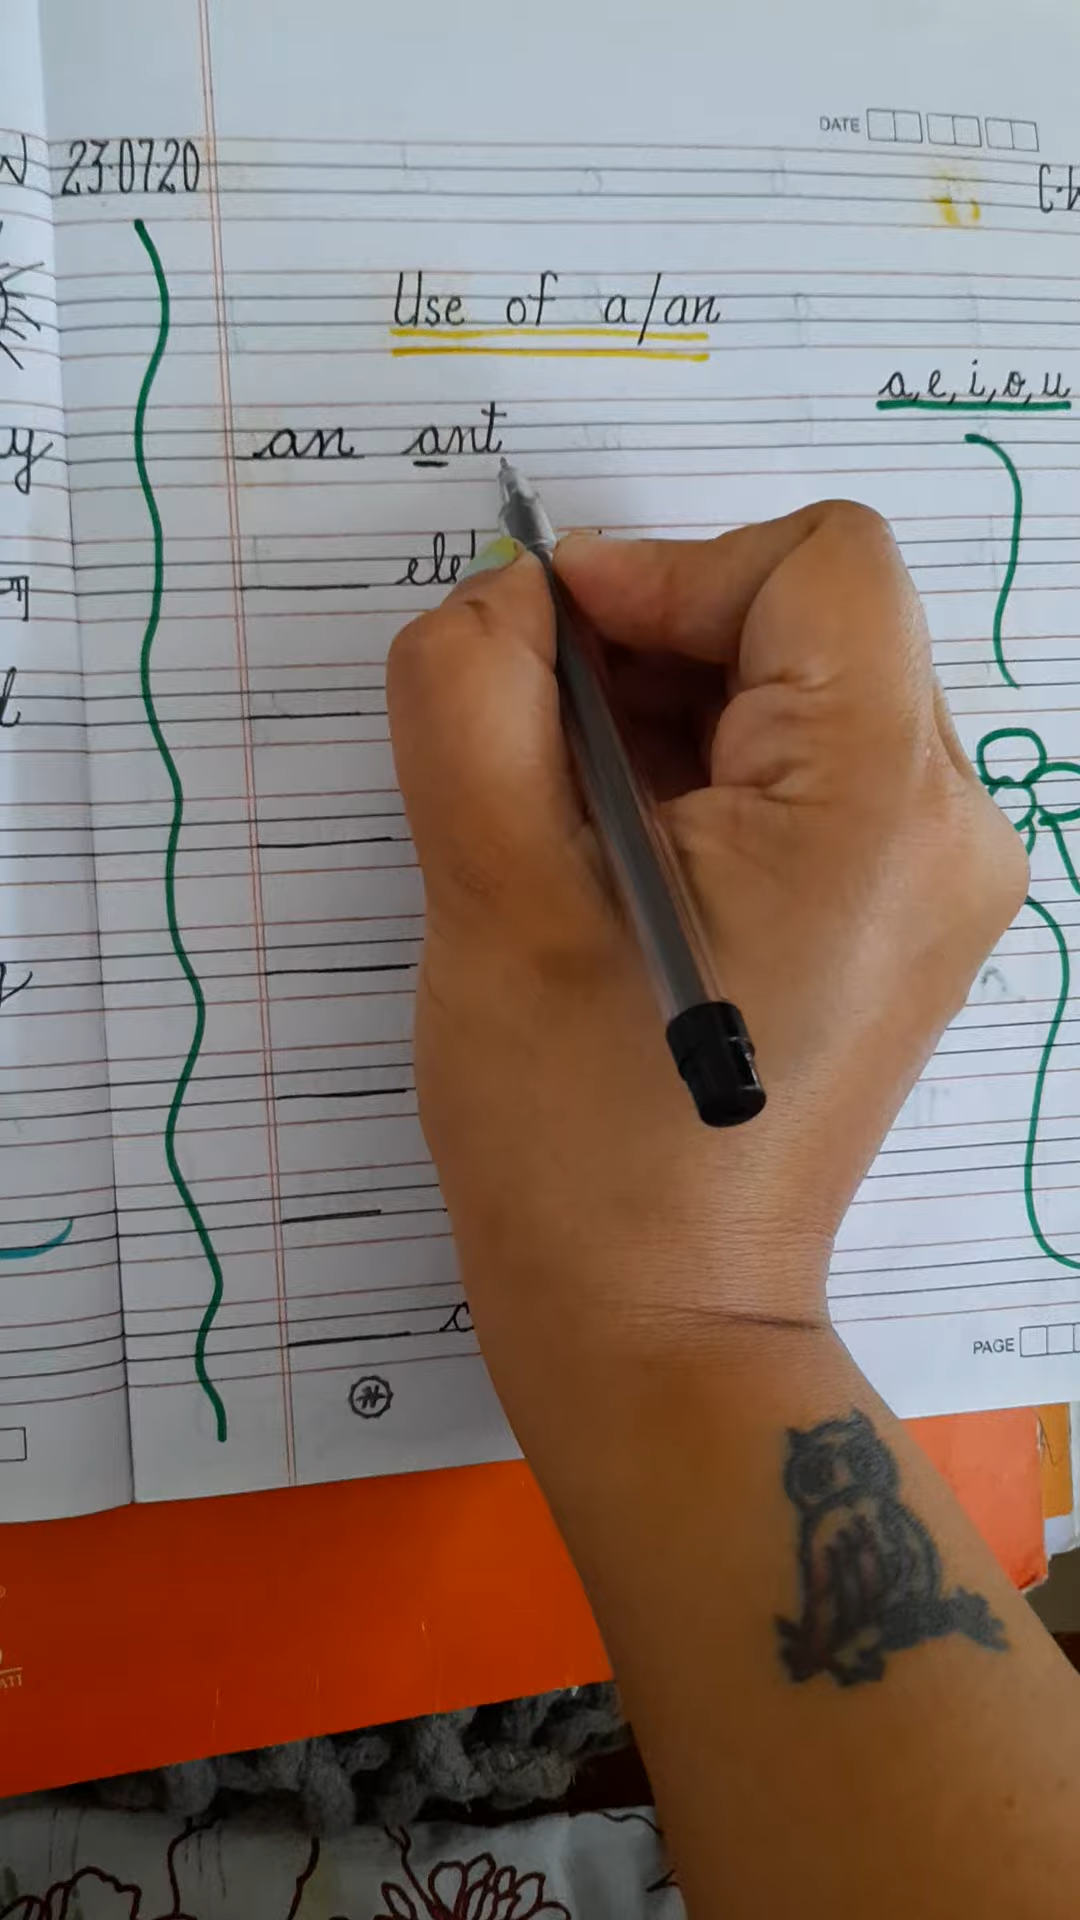 DATE
23·07·20
Use of a/an
a, e, i, o, u
an ant
PAGE